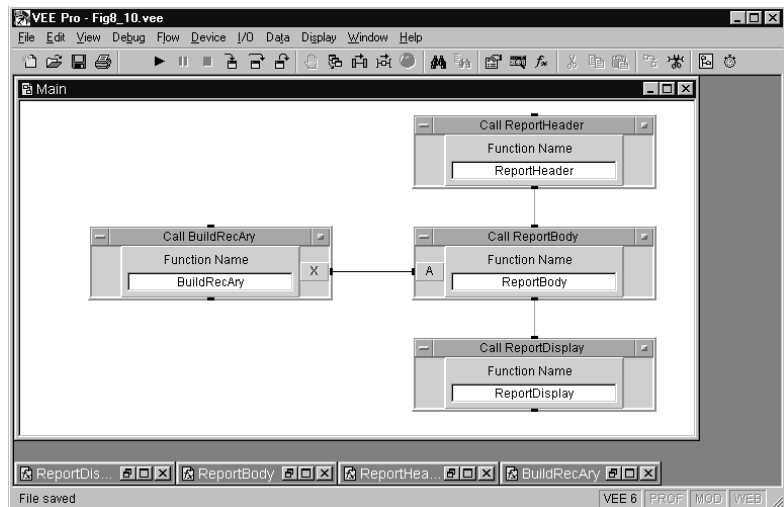 VEE Pro - Fig8_10.vee
File Edit View Debug Flow Device I/O Data Display Window Help
Main
Call ReportHeader
Function Name
ReportHeader
Call BuildRecAry
Function Name
BuildRecAry
X
Call ReportBody
Function Name
A
ReportBody
Call ReportDisplay
Function Name
ReportDisplay
ReportDis... ReportBody ReportHea... BuildRecAry
File saved VEE 6 PROF MOD WEB